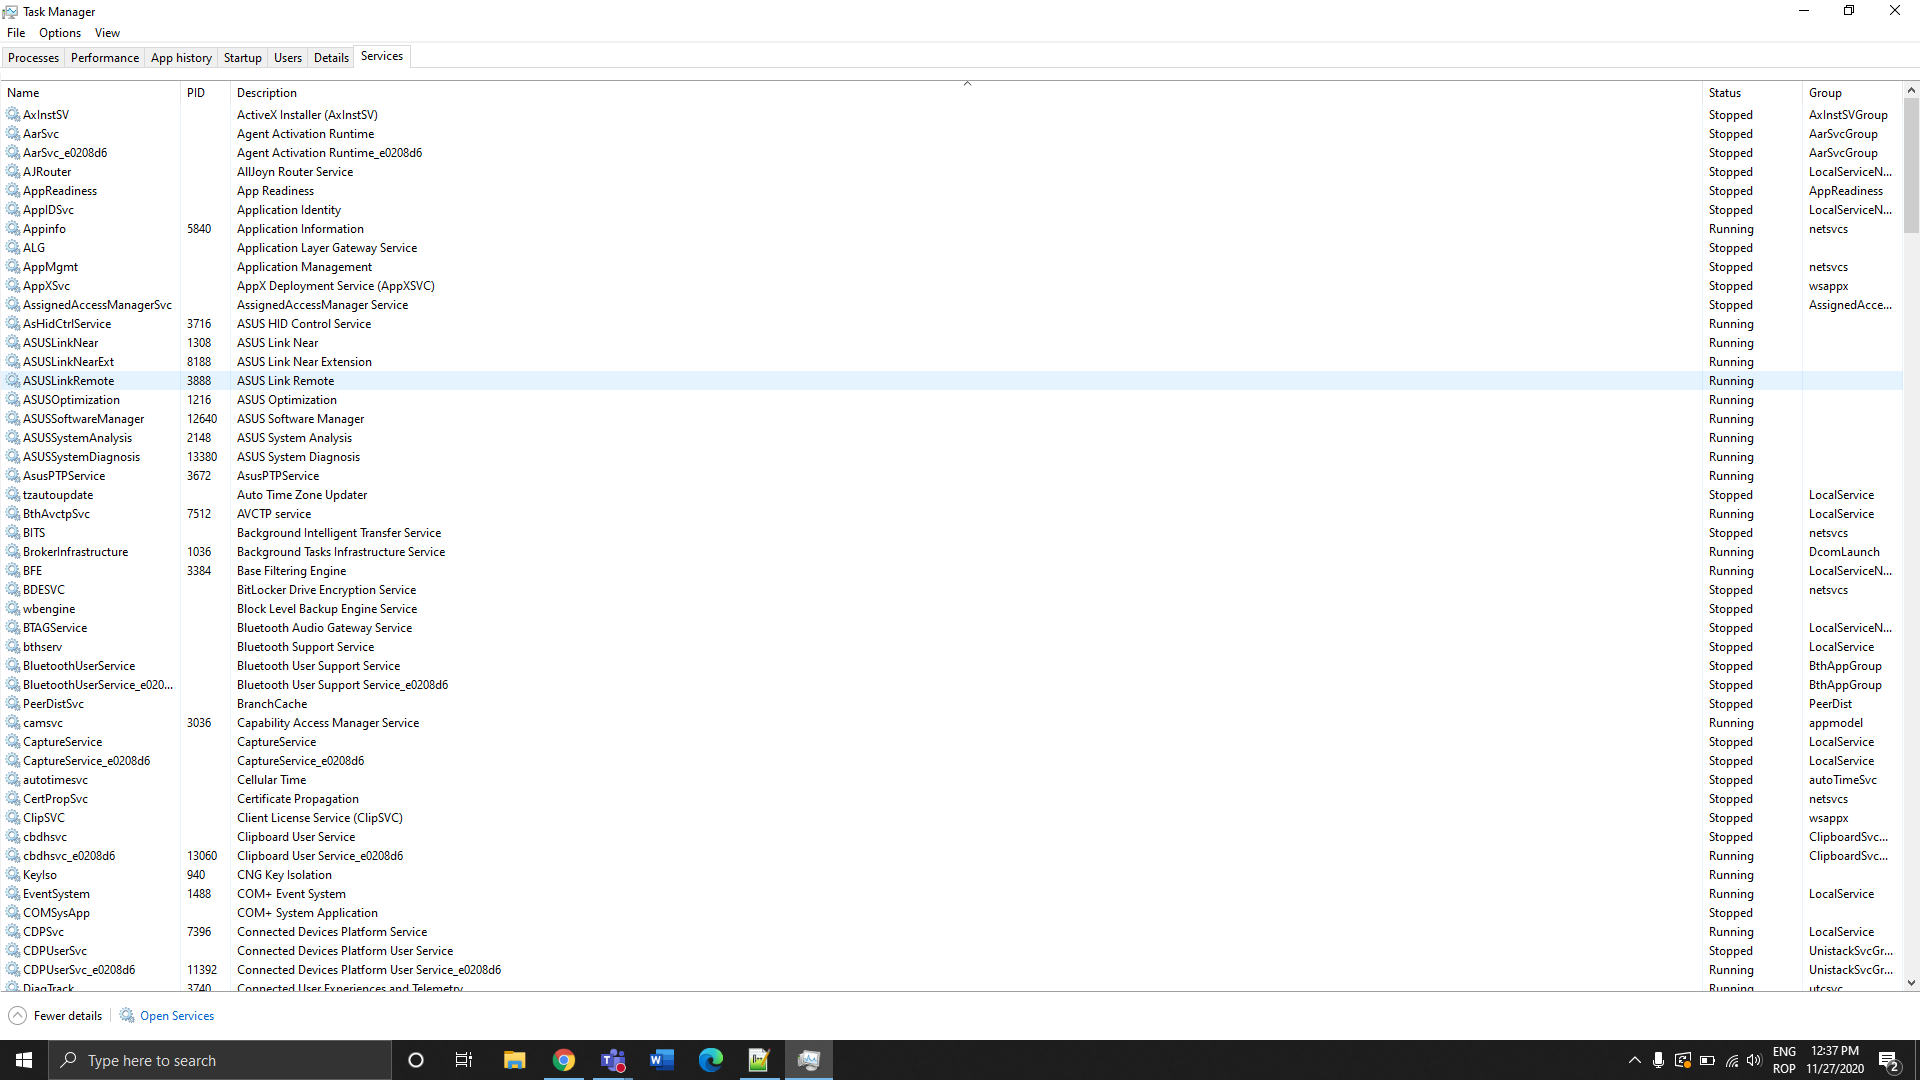 Task Manager
File Options View
Processes Performance App history Startup Users Details Services
Name PID Description Status Group
AxInstSV ActiveX Installer (AxInstSV) Stopped AxInstSVGroup
AarSvc Agent Activation Runtime Stopped AarSvcGroup
AarSvc_e0208d6 Agent Activation Runtime_e0208d6 Stopped AarSvcGroup
AJRouter AllJoyn Router Service Stopped LocalServiceN...
AppReadiness App Readiness Stopped AppReadiness
AppIDSvc Application Identity Stopped LocalServiceN...
Appinfo 5840 Application Information Running netsvcs
ALG Application Layer Gateway Service Stopped
AppMgmt Application Management Stopped netsvcs
AppXSvc AppX Deployment Service (AppXSVC) Stopped wsappx
AssignedAccessManagerSvc AssignedAccessManager Service Stopped AssignedAcce...
AsHidCtrlService 3716 ASUS HID Control Service Running
ASUSLinkNear 1308 ASUS Link Near Running
ASUSLinkNearExt 8188 ASUS Link Near Extension Running
ASUSLinkRemote 3888 ASUS Link Remote Running
ASUSOptimization 1216 ASUS Optimization Running
ASUSSoftwareManager 12640 ASUS Software Manager Running
ASUSSystemAnalysis 2148 ASUS System Analysis Running
ASUSSystemDiagnosis 13380 ASUS System Diagnosis Running
AsusPTPService 3672 AsusPTPService Running
tzautoupdate Auto Time Zone Updater Stopped LocalService
BthAvctpSvc 7512 AVCTP service Running LocalService
BITS Background Intelligent Transfer Service Stopped netsvcs
BrokerInfrastructure 1036 Background Tasks Infrastructure Service Running DcomLaunch
BFE 3384 Base Filtering Engine Running LocalServiceN...
BDESVC BitLocker Drive Encryption Service Stopped netsvcs
wbengine Block Level Backup Engine Service Stopped
BTAGService Bluetooth Audio Gateway Service Stopped LocalServiceN...
bthserv Bluetooth Support Service Stopped LocalService
BluetoothUserService Bluetooth User Support Service Stopped BthAppGroup
BluetoothUserService_e020... Bluetooth User Support Service_e0208d6 Stopped BthAppGroup
PeerDistSvc BranchCache Stopped PeerDist
camsvc 3036 Capability Access Manager Service Running appmodel
CaptureService CaptureService Stopped LocalService
CaptureService_e0208d6 CaptureService_e0208d6 Stopped LocalService
autotimesvc Cellular Time Stopped autoTimeSvc
CertPropSvc Certificate Propagation Stopped netsvcs
ClipSVC Client License Service (ClipSVC) Stopped wsappx
cbdhsvc Clipboard User Service Stopped ClipboardSvc...
cbdhsvc_e0208d6 13060 Clipboard User Service_e0208d6 Running ClipboardSvc...
KeyIso 940 CNG Key Isolation Running
EventSystem 1488 COM+ Event System Running LocalService
COMSysApp COM+ System Application Stopped
CDPSvc 7396 Connected Devices Platform Service Running LocalService
CDPUserSvc Connected Devices Platform User Service Stopped UnistackSvcGr...
CDPUserSvc_e0208d6 11392 Connected Devices Platform User Service_e0208d6 Running UnistackSvcGr...
DiagTrack 3740 Connected User Experiences and Telemetry Running utcsvc
Fewer details Open Services
Type here to search
ENG 12:37 PM
ROP 11/27/2020
2